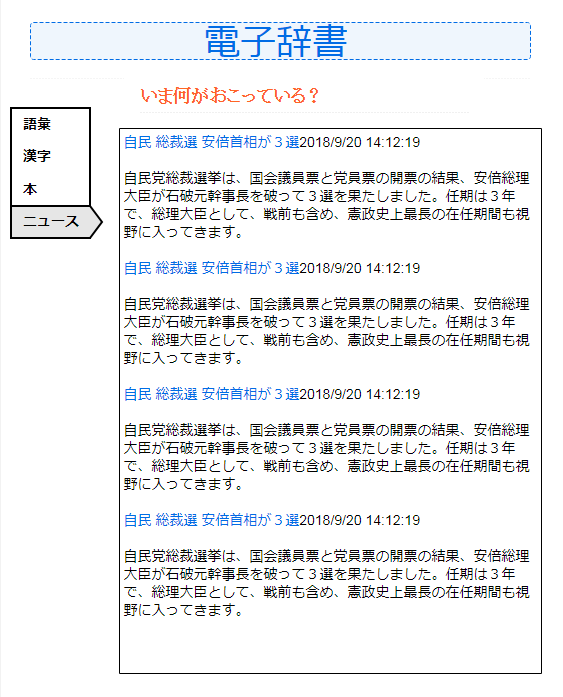 電子辞書
いま何がおこっている？
語彙
漢字
本
ニュース
自民 総裁選 安倍首相が３選2018/9/20 14:12:19
自民党総裁選挙は、国会議員票と党員票の開票の結果、安倍総理
大臣が石破元幹事長を破って３選を果たしました。任期は３年
で、総理大臣として、戦前も含め、憲政史上最長の在任期間も視
野に入ってきます。
自民 総裁選 安倍首相が３選2018/9/20 14:12:19
自民党総裁選挙は、国会議員票と党員票の開票の結果、安倍総理
大臣が石破元幹事長を破って３選を果たしました。任期は３年
で、総理大臣として、戦前も含め、憲政史上最長の在任期間も視
野に入ってきます。
自民 総裁選 安倍首相が３選2018/9/20 14:12:19
自民党総裁選挙は、国会議員票と党員票の開票の結果、安倍総理
大臣が石破元幹事長を破って３選を果たしました。任期は３年
で、総理大臣として、戦前も含め、憲政史上最長の在任期間も視
野に入ってきます。
自民 総裁選 安倍首相が３選2018/9/20 14:12:19
自民党総裁選挙は、国会議員票と党員票の開票の結果、安倍総理
大臣が石破元幹事長を破って３選を果たしました。任期は３年
で、総理大臣として、戦前も含め、憲政史上最長の在任期間も視
野に入ってきます。